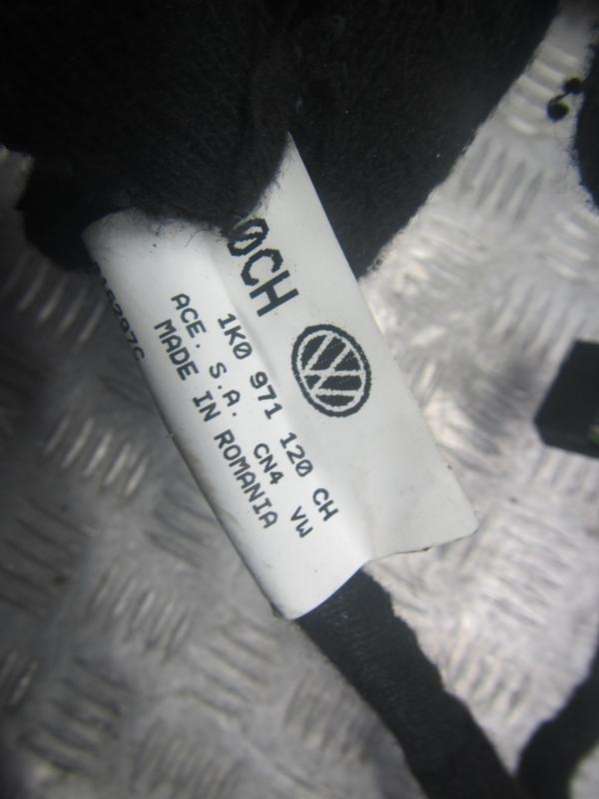 0CH
1K0 971 120 CH
ACE. S.A. CN4 VW
MADE IN ROMANIA